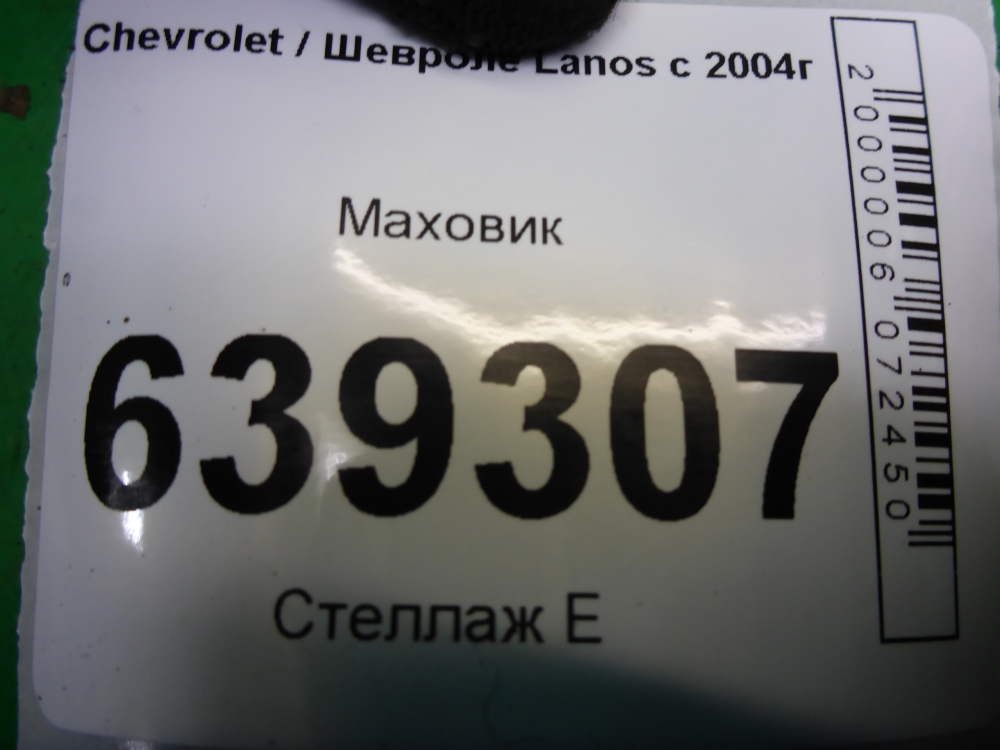 Chevrolet / Шевроле Lanos с 2004г
Маховик
639307
Стеллаж Е
2000006072450